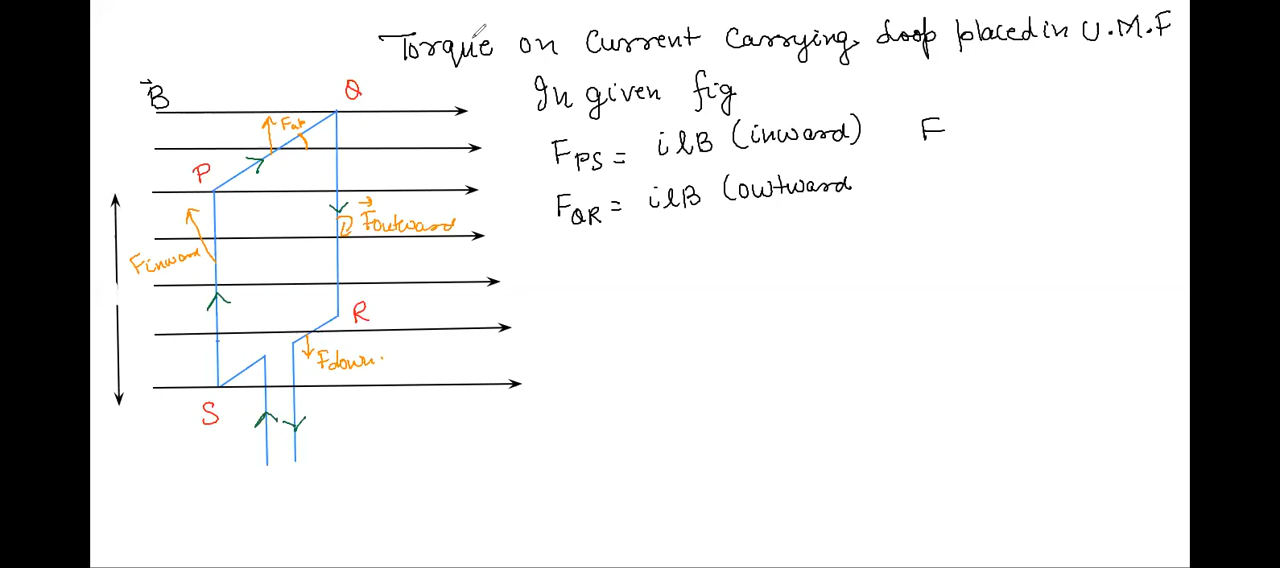 Torque on Current Carrying loop placed in U.M.F
In given fig
F_PS = ilB (inward) F
F_QR = ilB (outward
→B
Q
F_up
P
F_inward
→F_outward
R
F_down.
S